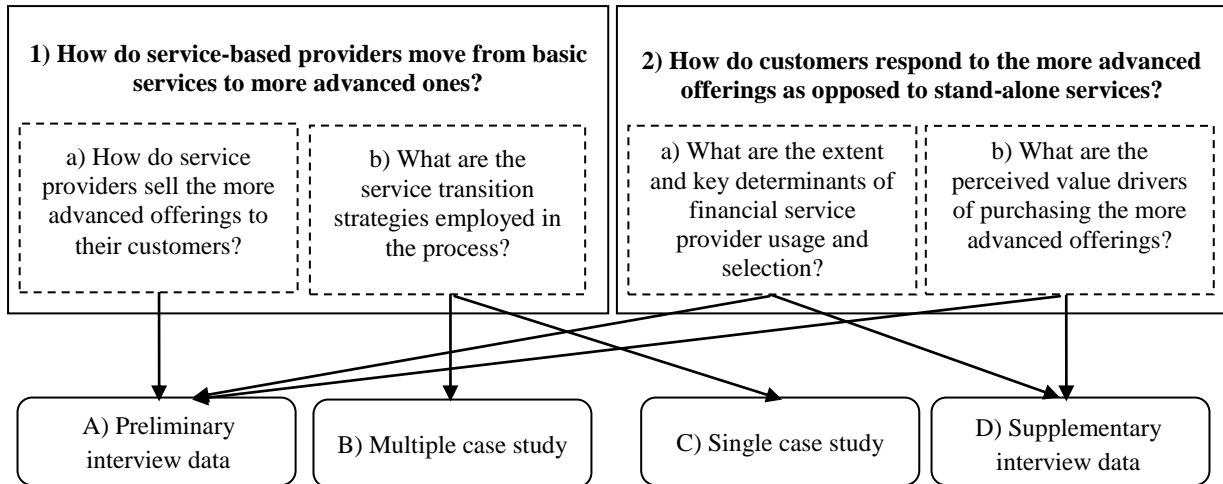 1) How do service-based providers move from basic
services to more advanced ones?
a) How do service
providers sell the more
advanced offerings to
their customers?
b) What are the
service transition
strategies employed in
the process?
2) How do customers respond to the more advanced
offerings as opposed to stand-alone services?
a) What are the extent
and key determinants of
financial service
provider usage and
selection?
b) What are the
perceived value drivers
of purchasing the more
advanced offerings?
A) Preliminary
interview data
B) Multiple case study
C) Single case study
D) Supplementary
interview data